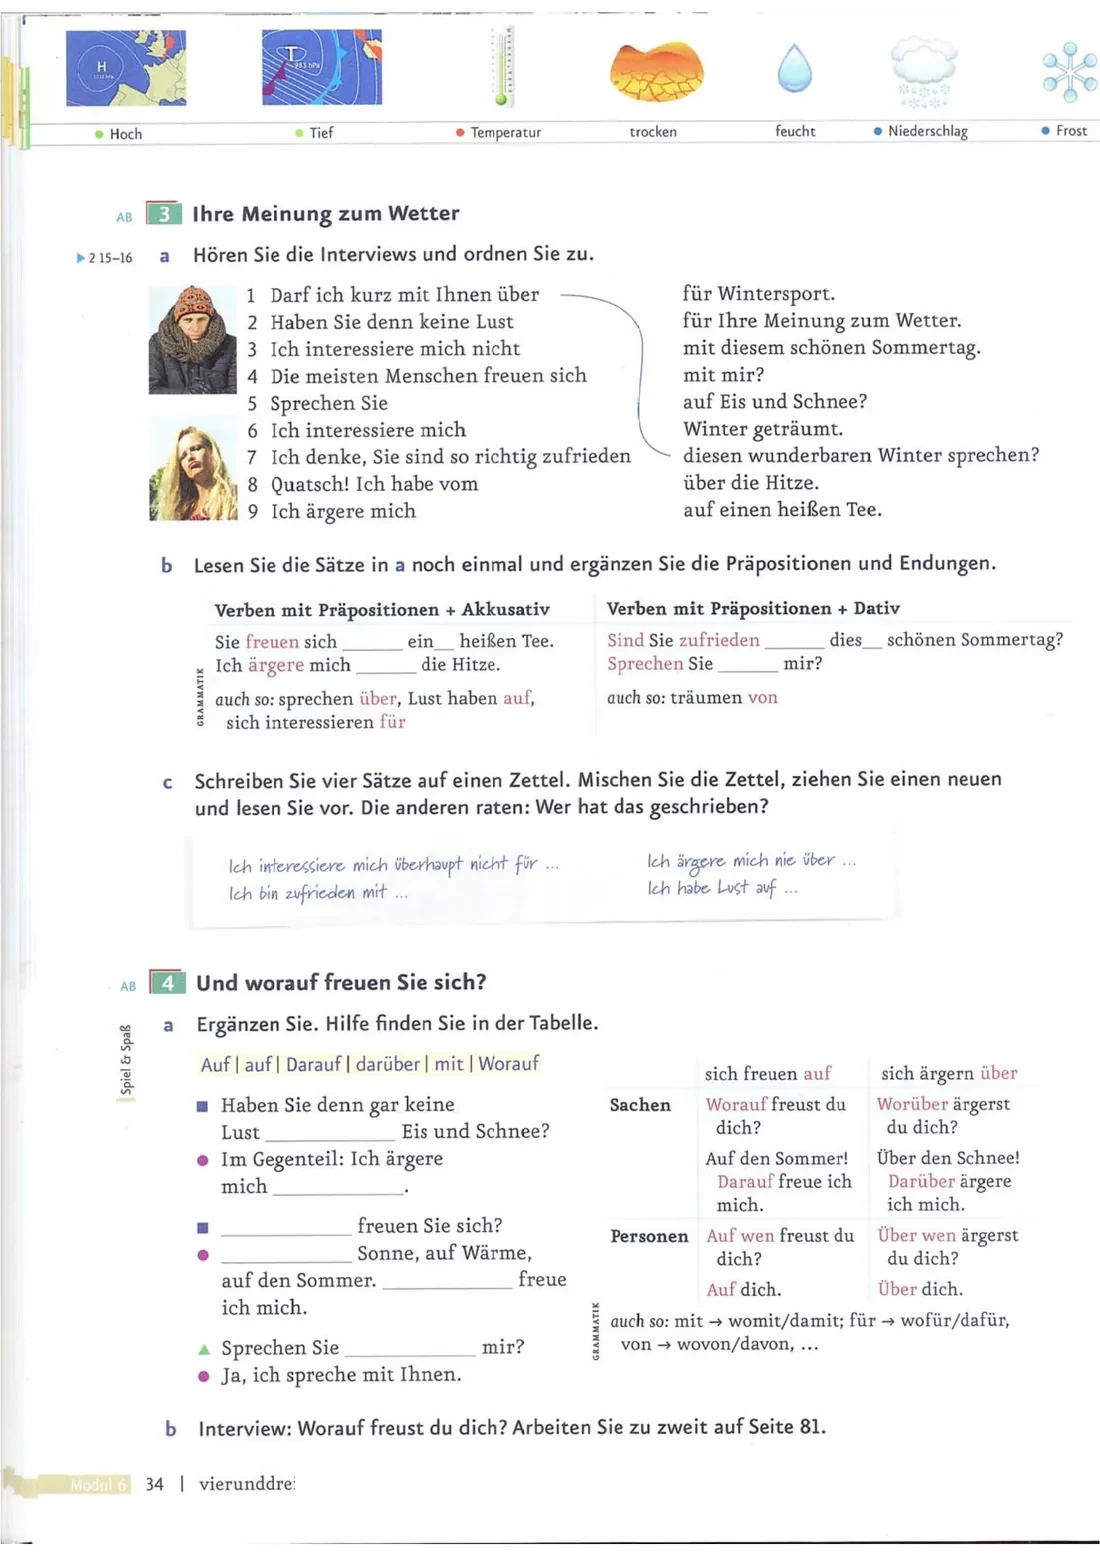 H
1032 hPa
T
983 hPa
Hoch
Tief
Temperatur
trocken
feucht
Niederschlag
Frost
AB 3 Ihre Meinung zum Wetter
2 15–16 a Hören Sie die Interviews und ordnen Sie zu.
1 Darf ich kurz mit Ihnen über
2 Haben Sie denn keine Lust
3 Ich interessiere mich nicht
4 Die meisten Menschen freuen sich
5 Sprechen Sie
6 Ich interessiere mich
7 Ich denke, Sie sind so richtig zufrieden
8 Quatsch! Ich habe vom
9 Ich ärgere mich
für Wintersport.
für Ihre Meinung zum Wetter.
mit diesem schönen Sommertag.
mit mir?
auf Eis und Schnee?
Winter geträumt.
diesen wunderbaren Winter sprechen?
über die Hitze.
auf einen heißen Tee.
b Lesen Sie die Sätze in a noch einmal und ergänzen Sie die Präpositionen und Endungen.
GRAMMATIK
Verben mit Präpositionen + Akkusativ
Sie freuen sich ______ ein__ heißen Tee.
Ich ärgere mich ______ die Hitze.
auch so: sprechen über, Lust haben auf,
sich interessieren für
Verben mit Präpositionen + Dativ
Sind Sie zufrieden ______ dies__ schönen Sommertag?
Sprechen Sie ______ mir?
auch so: träumen von
c Schreiben Sie vier Sätze auf einen Zettel. Mischen Sie die Zettel, ziehen Sie einen neuen
und lesen Sie vor. Die anderen raten: Wer hat das geschrieben?
Ich interessiere mich überhaupt nicht für ...
Ich bin zufrieden mit ...
Ich ärgere mich nie über ...
Ich habe Lust auf ...
AB 4 Und worauf freuen Sie sich?
Spiel & Spaß
a Ergänzen Sie. Hilfe finden Sie in der Tabelle.
Auf | auf | Darauf | darüber | mit | Worauf
Haben Sie denn gar keine
Lust ____________ Eis und Schnee?
Im Gegenteil: Ich ärgere
mich ____________.
____________ freuen Sie sich?
____________ Sonne, auf Wärme,
auf den Sommer. ____________ freue
ich mich.
Sprechen Sie ____________ mir?
Ja, ich spreche mit Ihnen.
sich freuen auf
sich ärgern über
Sachen
Worauf freust du
dich?
Auf den Sommer!
Darauf freue ich
mich.
Worüber ärgerst
du dich?
Über den Schnee!
Darüber ärgere
ich mich.
Personen
Auf wen freust du
dich?
Auf dich.
Über wen ärgerst
du dich?
Über dich.
GRAMMATIK
auch so: mit → womit/damit; für → wofür/dafür,
von → wovon/davon, ...
b Interview: Worauf freust du dich? Arbeiten Sie zu zweit auf Seite 81.
Modul 6 34 | vierunddrei